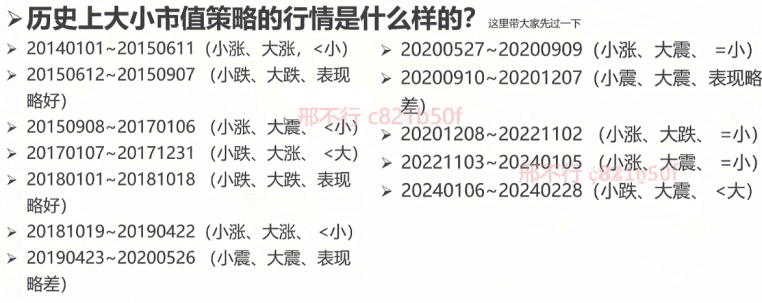 ➢历史上大小市值策略的行情是什么样的？ 这里带大家先过一下
➢ 20140101~20150611（小涨、大涨，<小）
➢ 20150612~20150907 （小跌、大跌、表现
略好）
➢ 20150908~20170106 （小涨、大震、 <小）
➢ 20170107~20171231 （小跌、大涨、 <大）
➢ 20180101~20181018 （小跌、大跌、表现
略好）
➢ 20181019~20190422（小涨、大涨、 <小）
➢ 20190423~20200526 （小震、大震、表现
略差）
➢ 20200527~20200909（小涨、大震、 =小）
➢ 20200910~20201207（小震、大震、表现略
差）
➢ 20201208~20221102 （小涨、大跌、 =小）
➢ 20221103~20240105（小涨、大震、 =小）
➢ 20240106~20240228（小跌、大震、 <大）
邢不行 c821b50f
邢不行 c821b50f